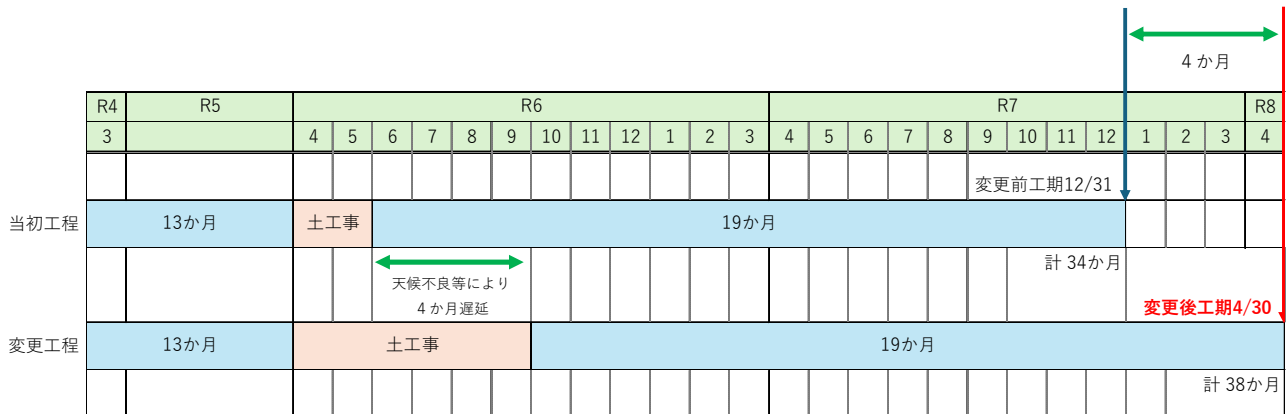 4か月
R4 R5 R6 R7 R8
3 4 5 6 7 8 9 10 11 12 1 2 3 4 5 6 7 8 9 10 11 12 1 2 3 4
変更前工期12/31
当初工程 13か月 土工事 19か月
計 34か月
天候不良等により
4か月遅延
変更後工期4/30
変更工程 13か月 土工事 19か月
計 38か月